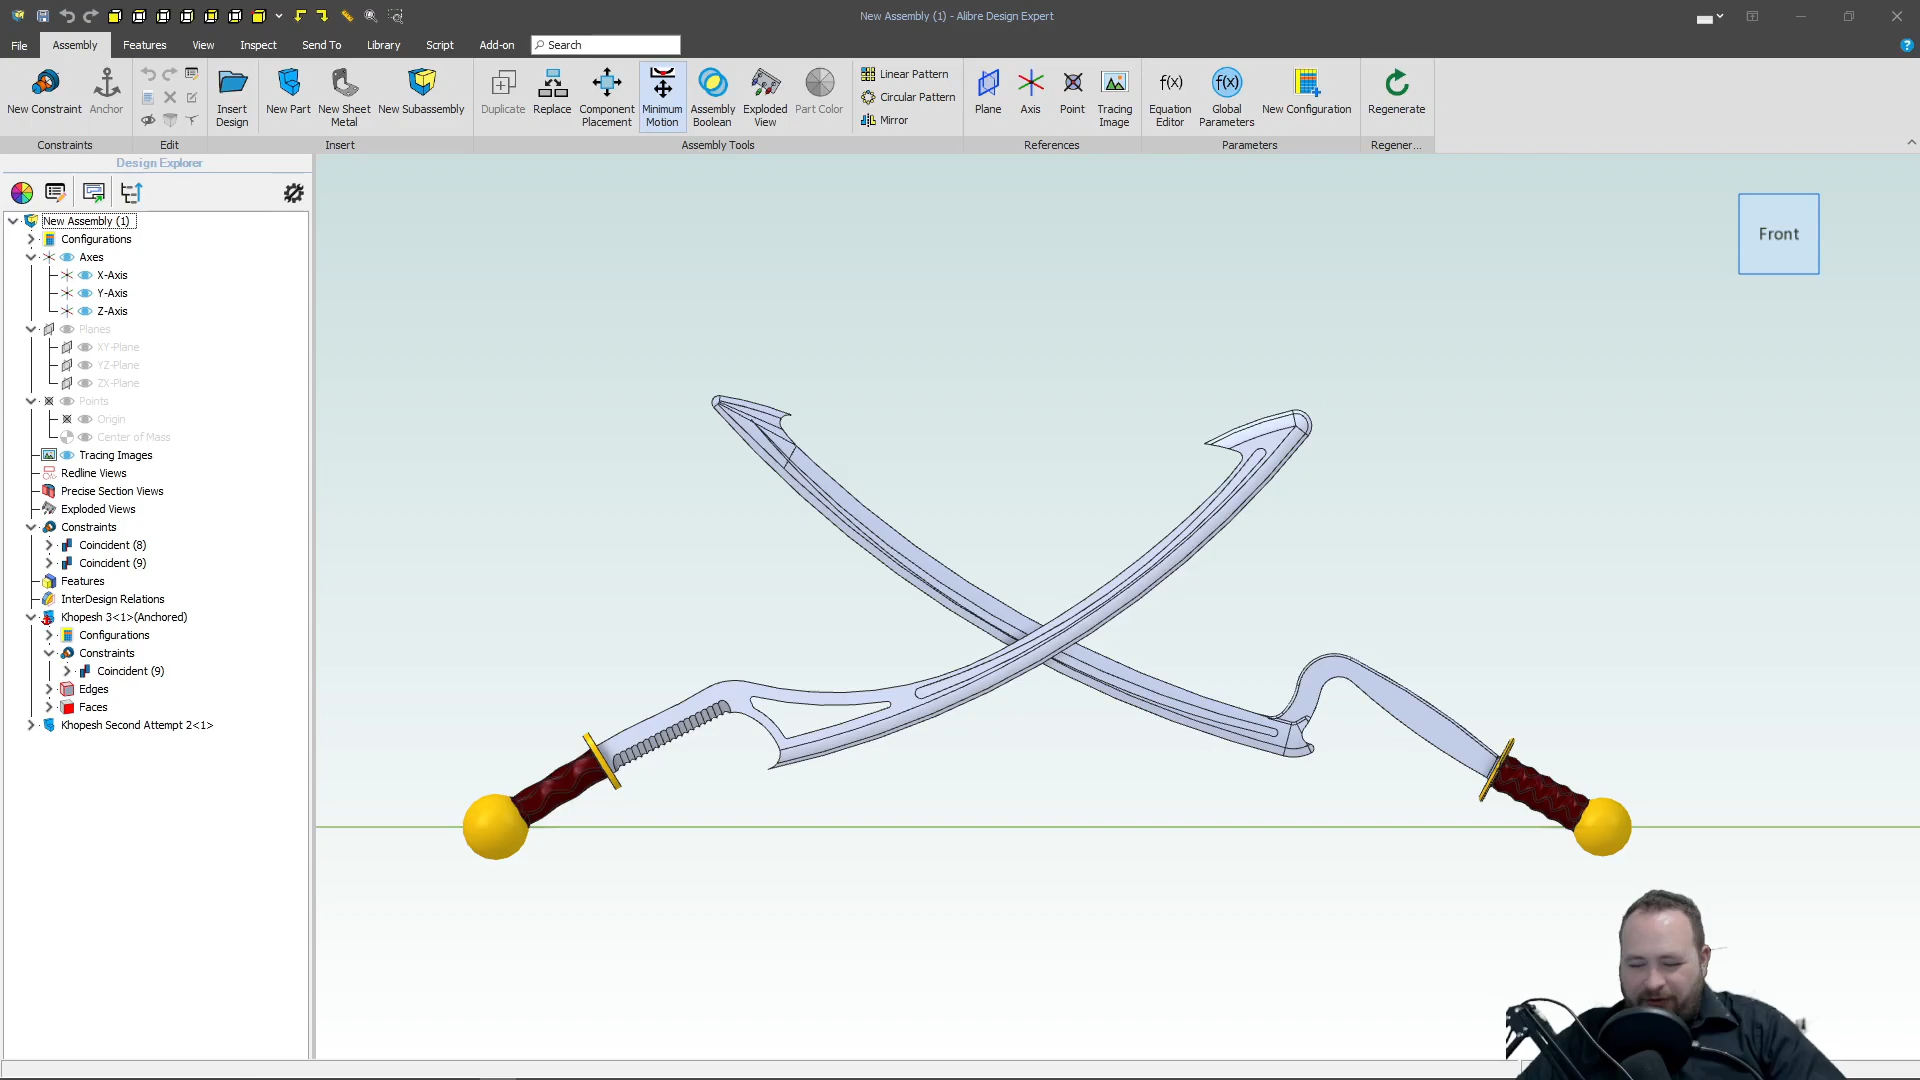 New Assembly (1) - Alibre Design Expert
File Assembly Features View Inspect Send To Library Script Add-on Search
New Constraint Anchor
Insert Design
New Part New Sheet Metal New Subassembly
Duplicate Replace Component Placement Minimum Motion Assembly Boolean Exploded View Part Color
Linear Pattern
Circular Pattern
Mirror
Plane Axis Point Tracing Image
f(x) Equation Editor f(x) Global Parameters New Configuration
Regenerate
Constraints Edit Insert Assembly Tools References Parameters Regener...
Design Explorer
New Assembly (1)
Configurations
Axes
X-Axis
Y-Axis
Z-Axis
Planes
XY-Plane
YZ-Plane
ZX-Plane
Points
Origin
Center of Mass
Tracing Images
Redline Views
Precise Section Views
Exploded Views
Constraints
Coincident (8)
Coincident (9)
Features
InterDesign Relations
Khopesh 3<1>(Anchored)
Configurations
Constraints
Coincident (9)
Edges
Faces
Khopesh Second Attempt 2<1>
Front